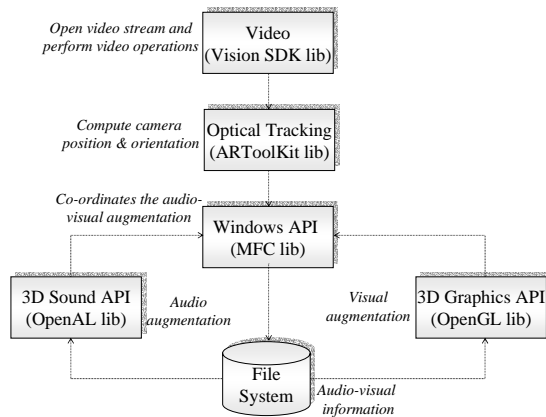 Open video stream and
perform video operations
Video
(Vision SDK lib)
Compute camera
position & orientation
Optical Tracking
(ARToolKit lib)
Co-ordinates the audio-
visual augmentation
Windows API
(MFC lib)
3D Sound API
(OpenAL lib)
Audio
augmentation
Visual
augmentation
3D Graphics API
(OpenGL lib)
File
System
Audio-visual
information